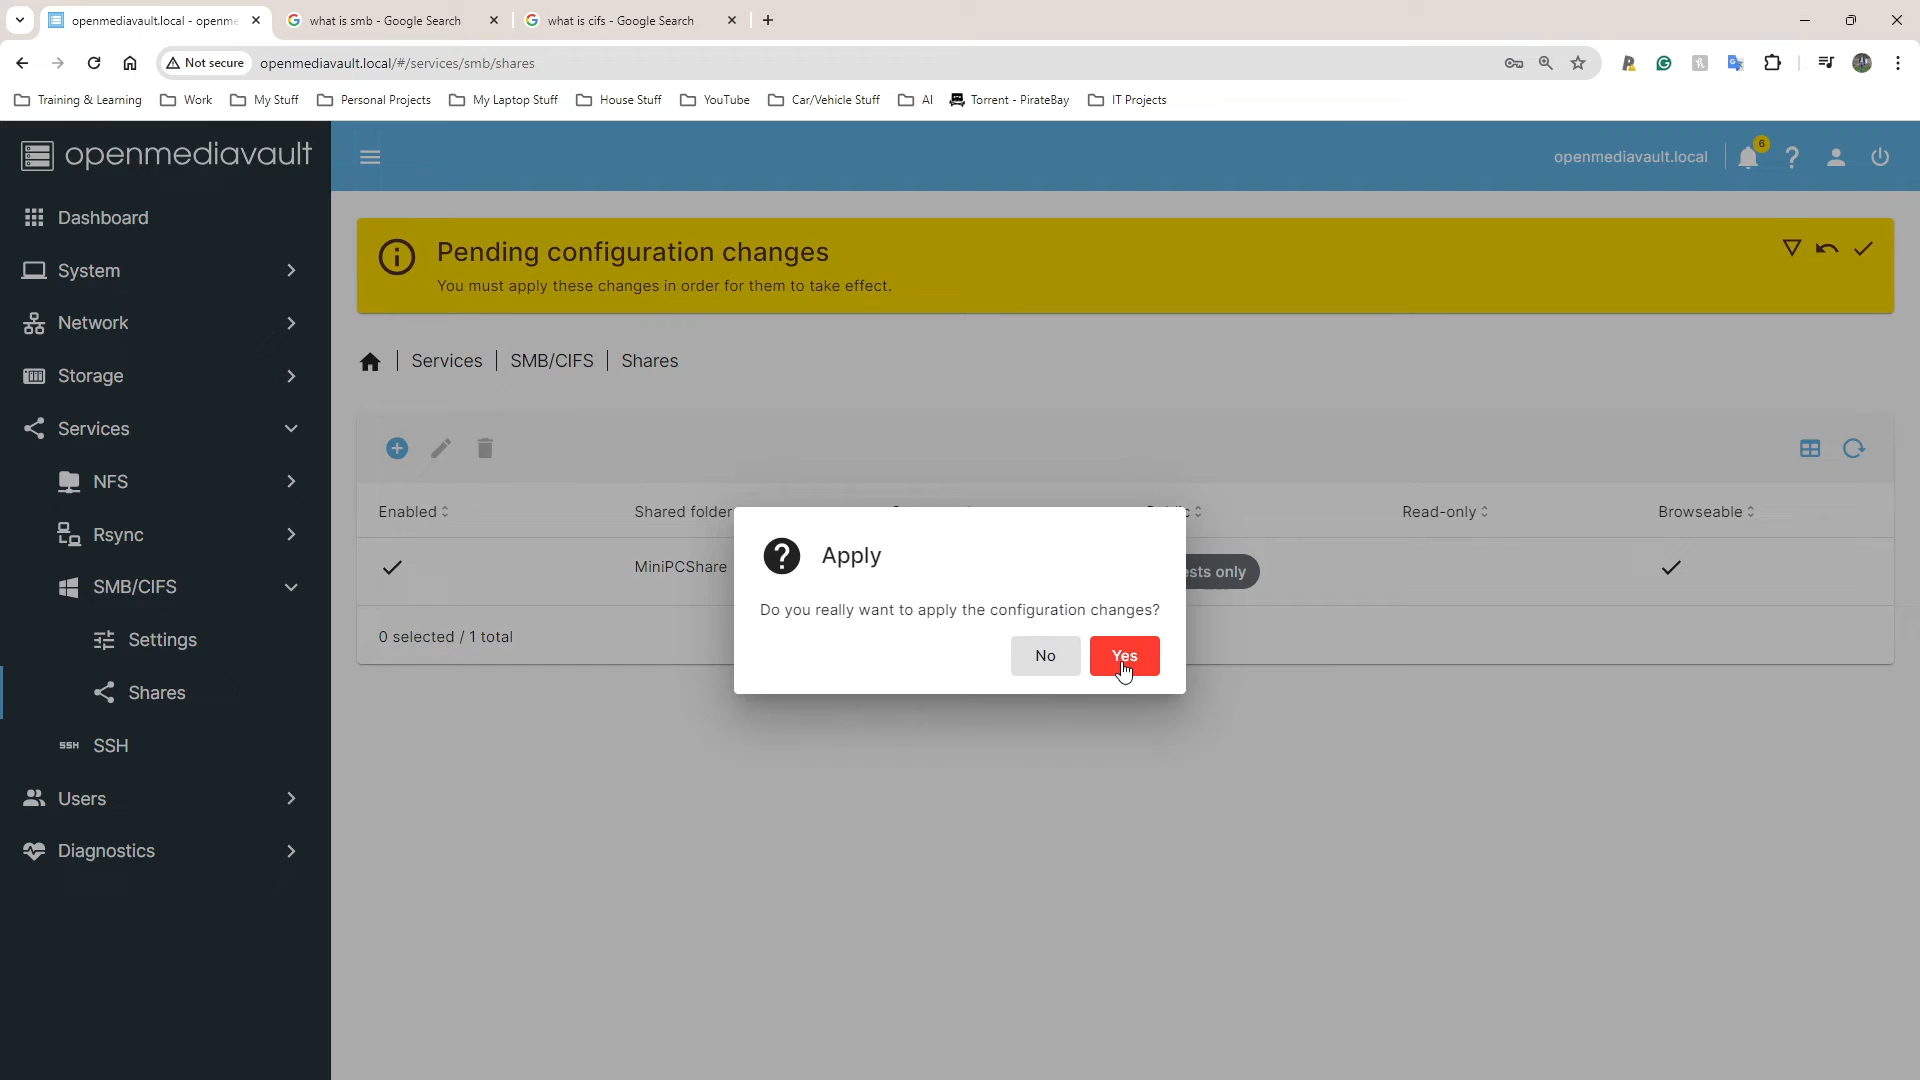 openmediavault.local - openme
what is smb - Google Search
what is cifs - Google Search
Not secure
openmediavault.local/#/services/smb/shares
Training & Learning
Work
My Stuff
Personal Projects
My Laptop Stuff
House Stuff
YouTube
Car/Vehicle Stuff
AI
Torrent - PirateBay
IT Projects
openmediavault
openmediavault.local
6
Dashboard
System
Network
Storage
Services
NFS
Rsync
SMB/CIFS
Settings
Shares
SSH SSH
Users
Diagnostics
Pending configuration changes
You must apply these changes in order for them to take effect.
Services | SMB/CIFS | Shares
Enabled
Shared folder
Read-only
Browseable
MiniPCShare
ests only
0 selected / 1 total
Apply
Do you really want to apply the configuration changes?
No
Yes